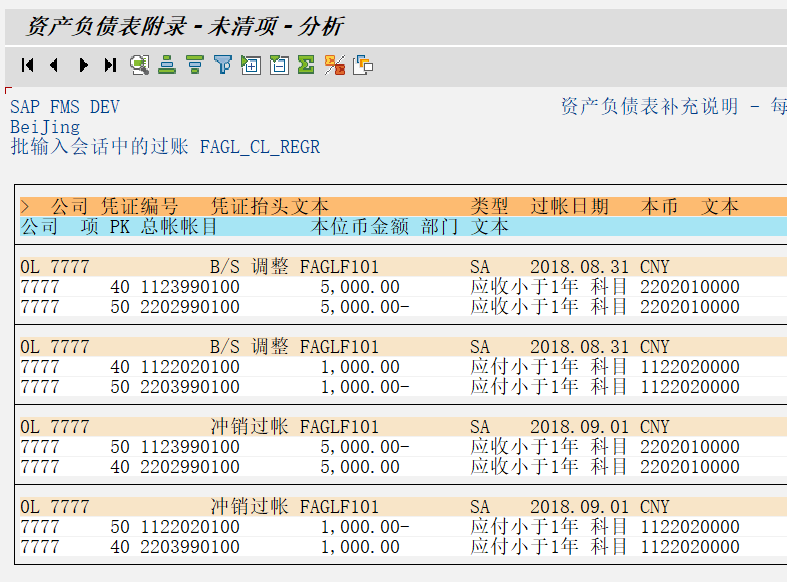 资产负债表附录 - 未清项 - 分析
SAP FMS DEV 资产负债表补充说明 - 每
BeiJing
批输入会话中的过账 FAGL_CL_REGR
> 公司 凭证编号 凭证抬头文本 类型 过帐日期 本币 文本
公司 项 PK 总帐帐目 本位币金额 部门 文本
0L 7777 B/S 调整 FAGLF101 SA 2018.08.31 CNY
7777 40 1123990100 5,000.00 应收小于1年 科目 2202010000
7777 50 2202990100 5,000.00- 应收小于1年 科目 2202010000
0L 7777 B/S 调整 FAGLF101 SA 2018.08.31 CNY
7777 40 1122020100 1,000.00 应付小于1年 科目 1122020000
7777 50 2203990100 1,000.00- 应付小于1年 科目 1122020000
0L 7777 冲销过帐 FAGLF101 SA 2018.09.01 CNY
7777 50 1123990100 5,000.00- 应收小于1年 科目 2202010000
7777 40 2202990100 5,000.00 应收小于1年 科目 2202010000
0L 7777 冲销过帐 FAGLF101 SA 2018.09.01 CNY
7777 50 1122020100 1,000.00- 应付小于1年 科目 1122020000
7777 40 2203990100 1,000.00 应付小于1年 科目 1122020000